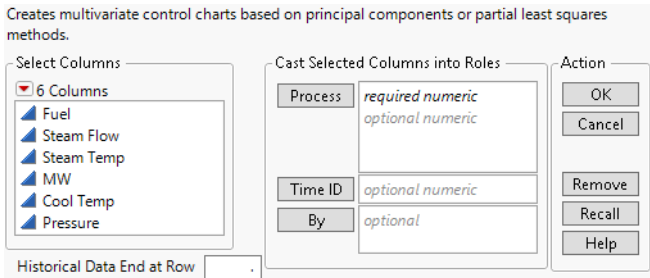 Creates multivariate control charts based on principal components or partial least squares
methods.
Select Columns
6 Columns
Fuel
Steam Flow
Steam Temp
MW
Cool Temp
Pressure
Historical Data End at Row .
Cast Selected Columns into Roles
Process required numeric
optional numeric
Time ID optional numeric
By optional
Action
OK
Cancel
Remove
Recall
Help